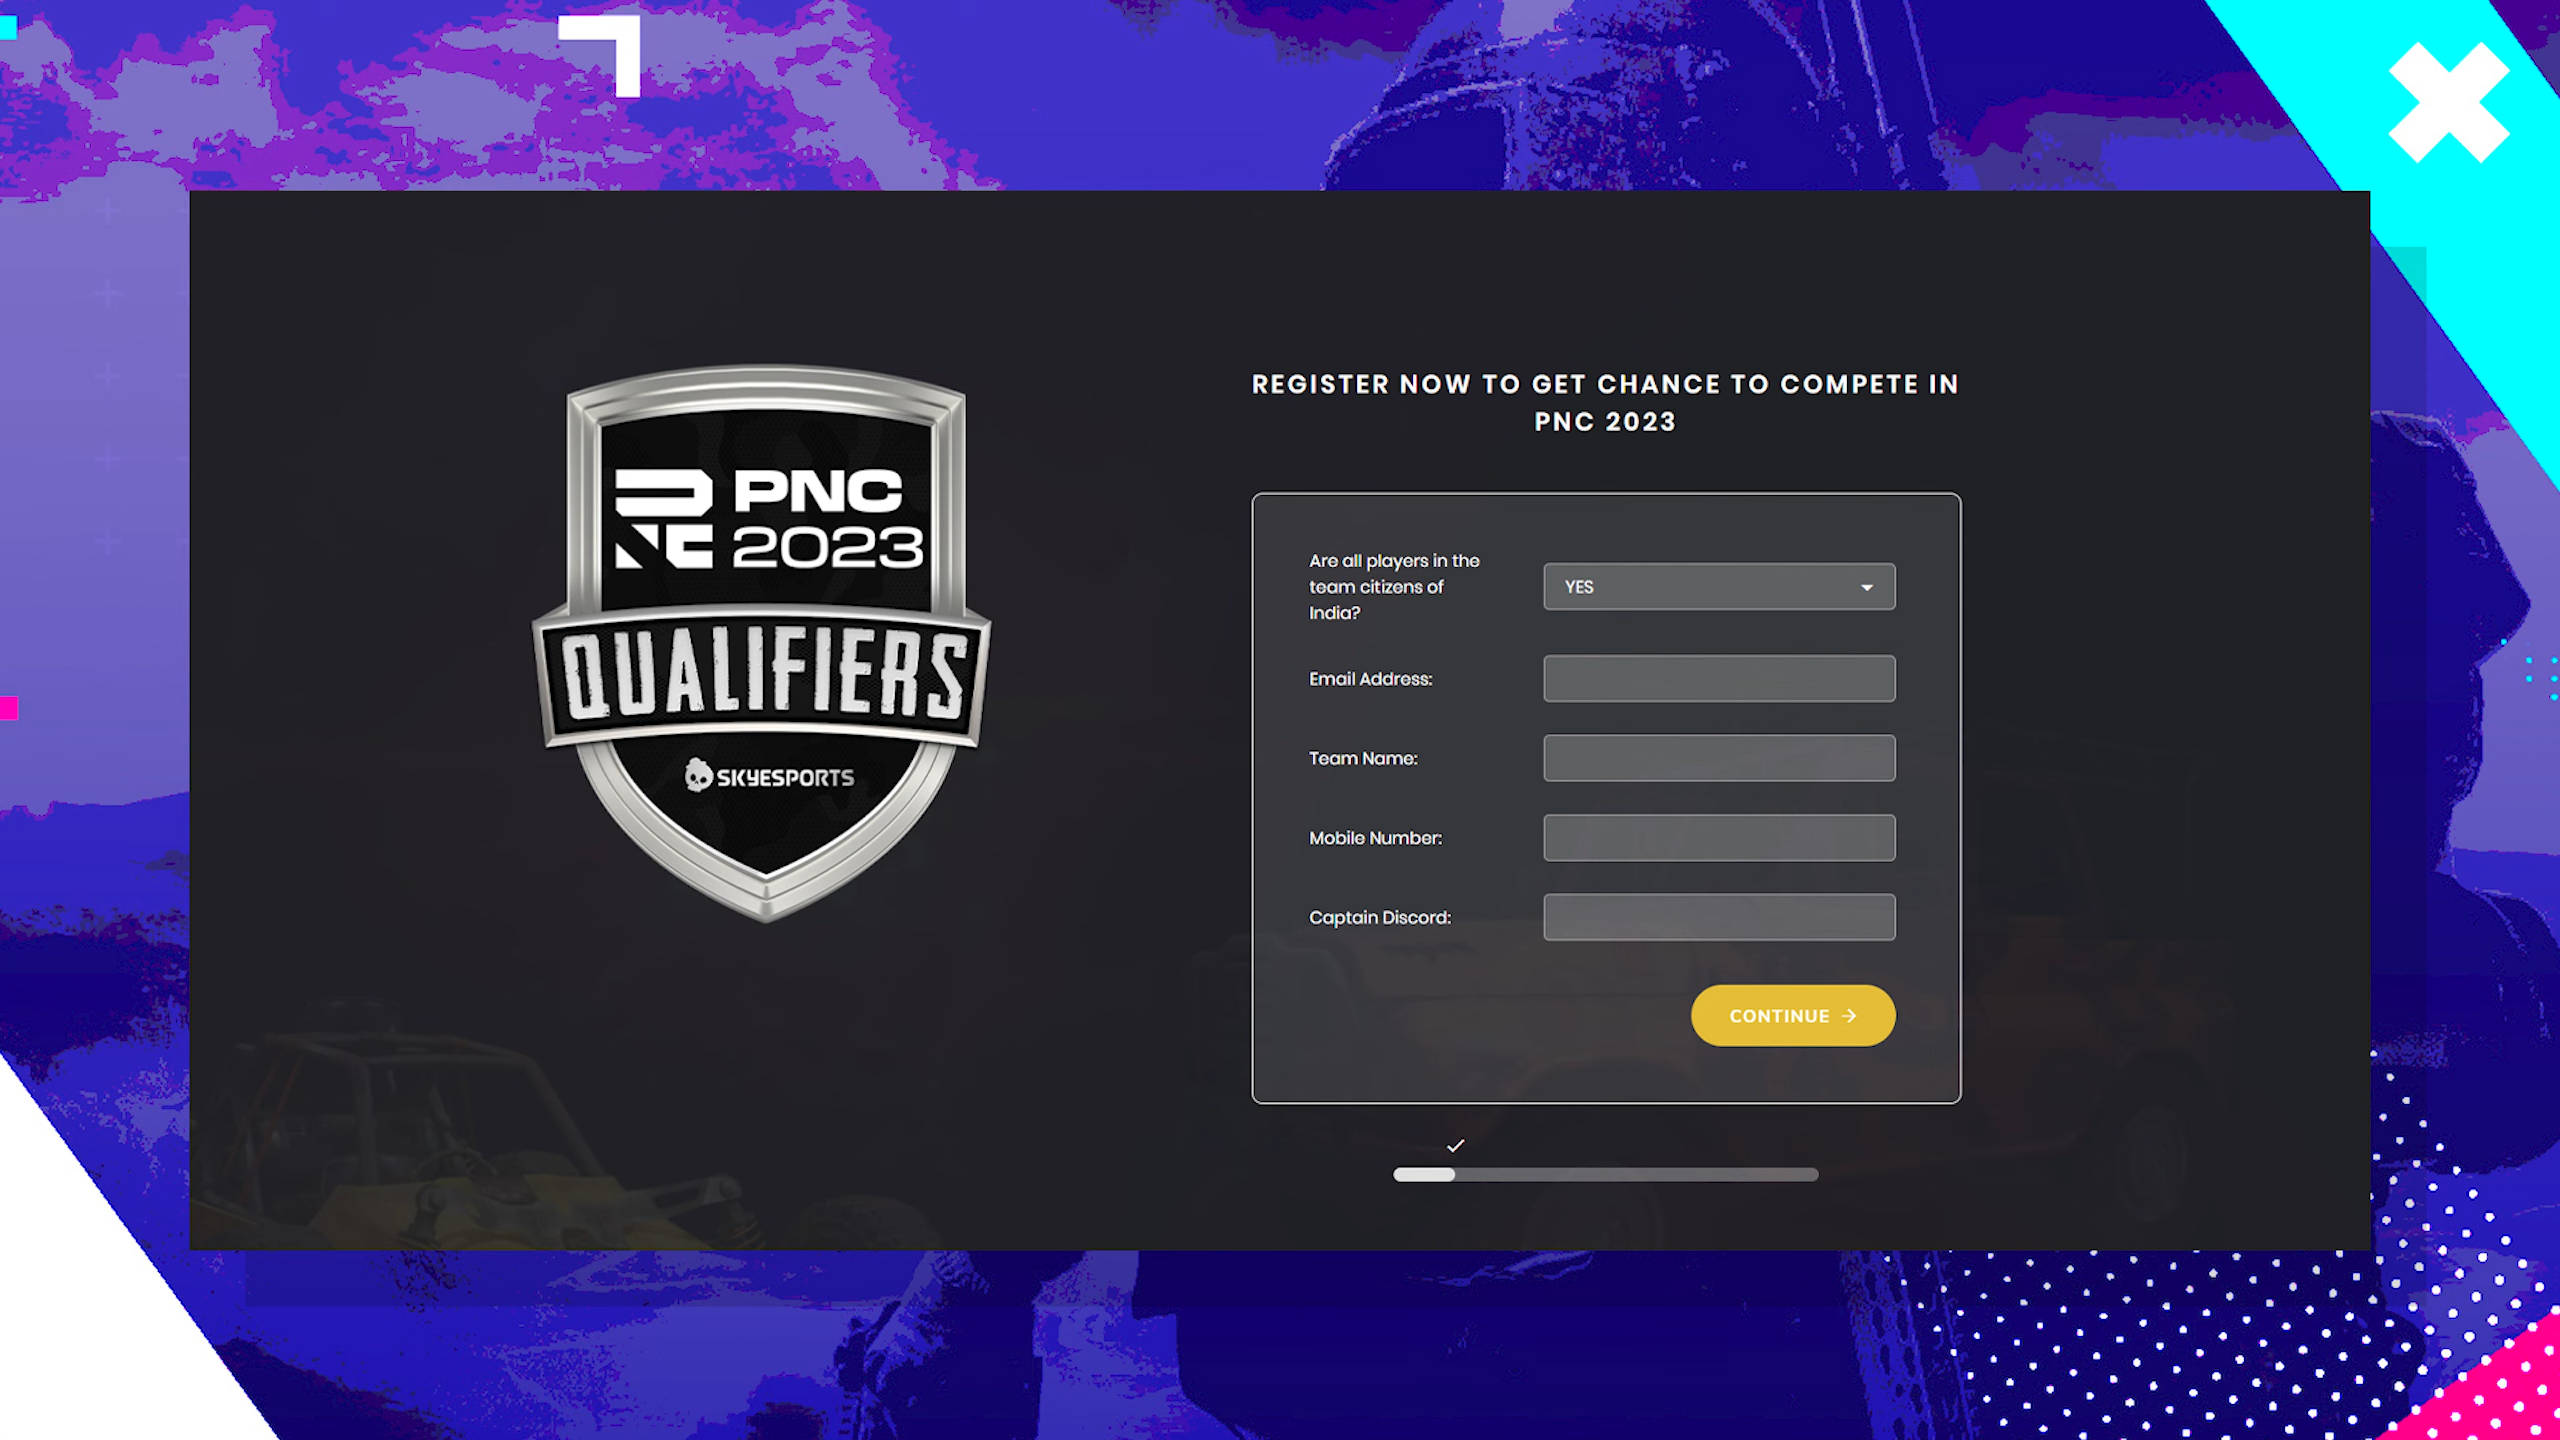 PNC
2023
QUALIFIERS
SKYESPORTS
REGISTER NOW TO GET CHANCE TO COMPETE IN
PNC 2023
Are all players in the
team citizens of
India?
YES
Email Address:
Team Name:
Mobile Number:
Captain Discord:
CONTINUE →